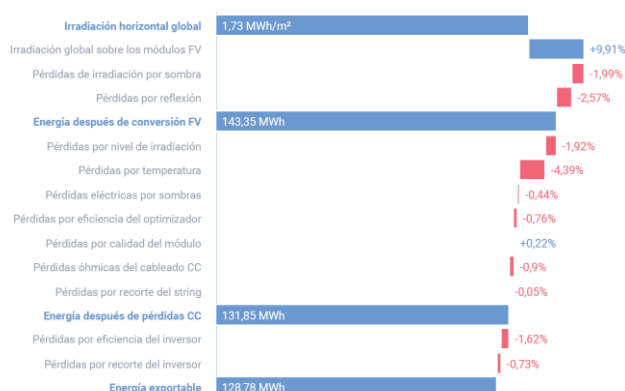 Irradiación horizontal global 1,73 MWh/m²
Irradiación global sobre los módulos FV +9,91%
Pérdidas de irradiación por sombra -1,99%
Pérdidas por reflexión -2,57%
Energía después de conversión FV 143,35 MWh
Pérdidas por nivel de irradiación -1,92%
Pérdidas por temperatura -4,39%
Pérdidas eléctricas por sombras -0,44%
Pérdidas por eficiencia del optimizador -0,76%
Pérdidas por calidad del módulo +0,22%
Pérdidas óhmicas del cableado CC -0,9%
Pérdidas por recorte del string -0,05%
Energía después de pérdidas CC 131,85 MWh
Pérdidas por eficiencia del inversor -1,62%
Pérdidas por recorte del inversor -0,73%
Energía exportable 128,78 MWh